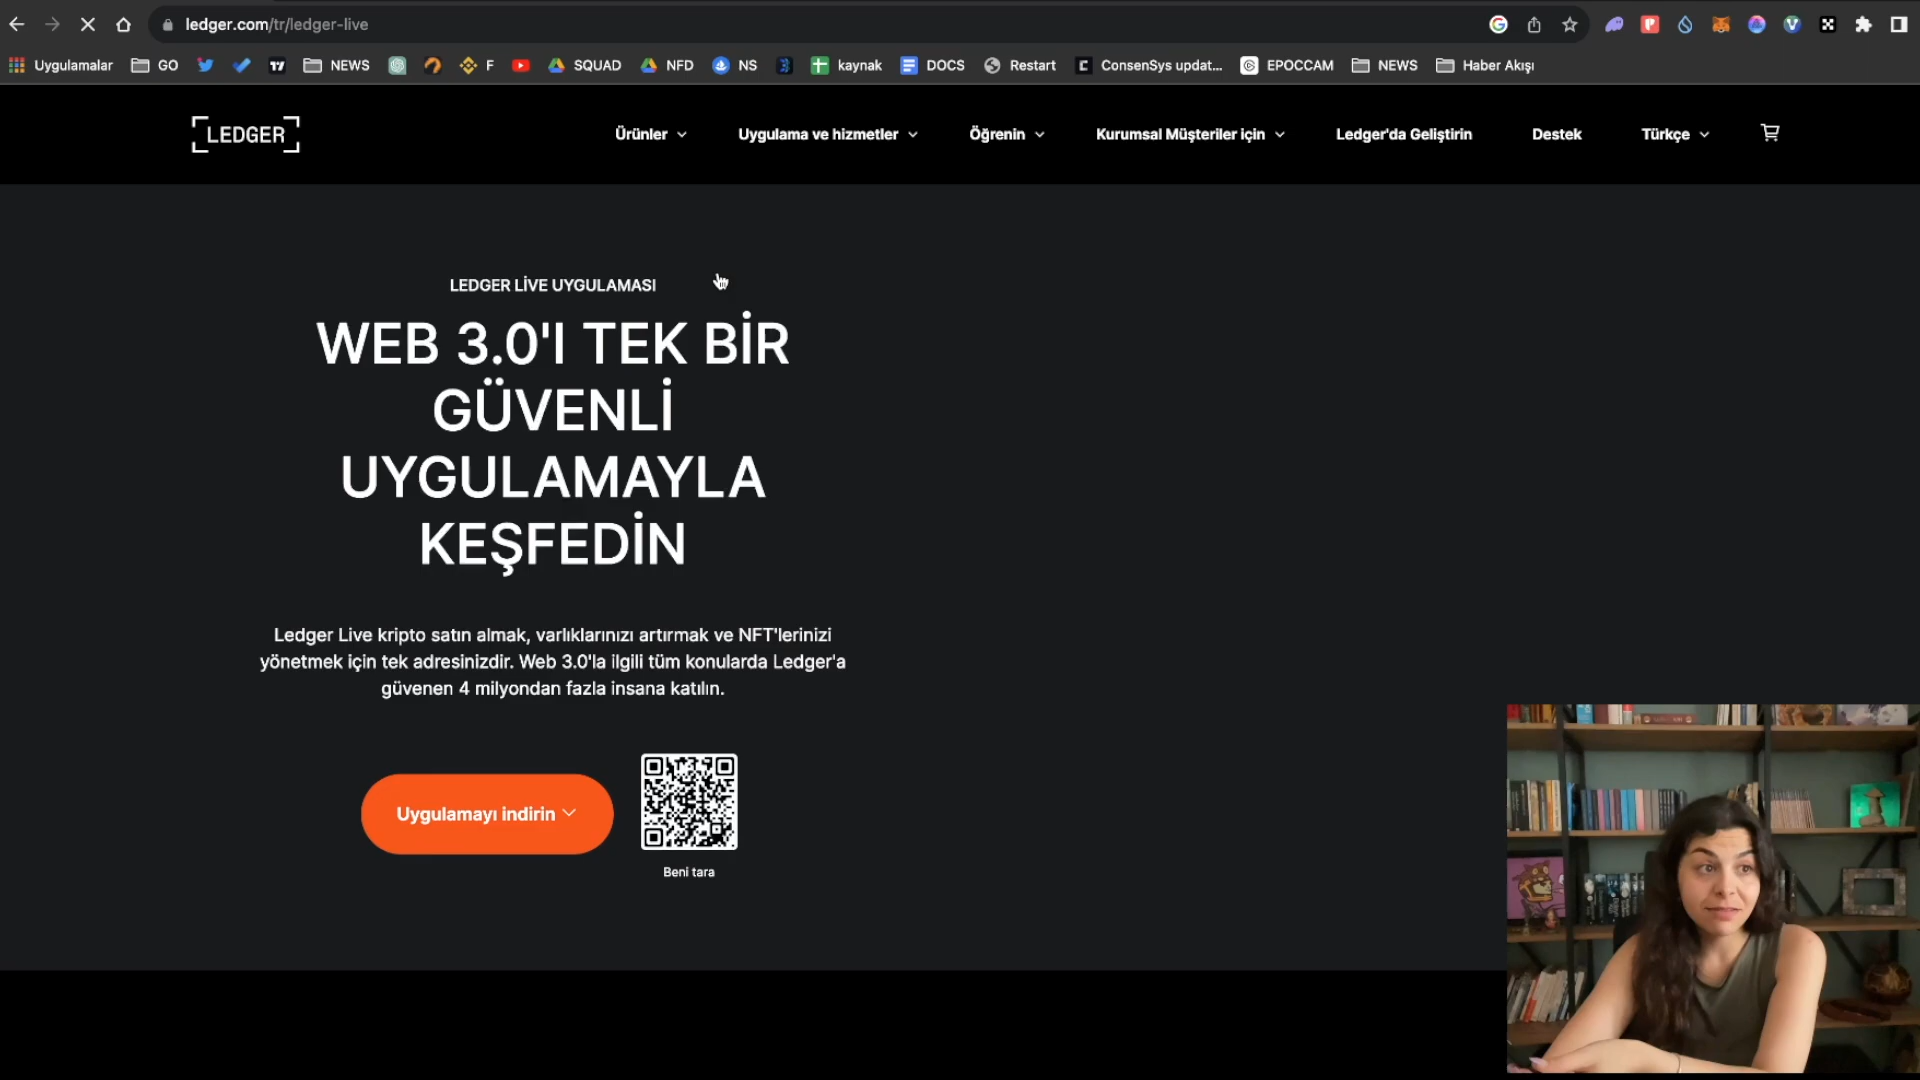 ledger.com/tr/ledger-live
Uygulamalar GO NEWS F SQUAD NFD NS kaynak DOCS Restart ConsenSys updat... EPOCCAM NEWS Haber Akışı
LEDGER Ürünler Uygulama ve hizmetler Öğrenin Kurumsal Müşteriler için Ledger'da Geliştirin Destek Türkçe
LEDGER LİVE UYGULAMASI
WEB 3.0'I TEK BİR
GÜVENLİ
UYGULAMAYLA
KEŞFEDİN
Ledger Live kripto satın almak, varlıklarınızı artırmak ve NFT'lerinizi
yönetmek için tek adresinizdir. Web 3.0'la ilgili tüm konularda Ledger'a
güvenen 4 milyondan fazla insana katılın.
Uygulamayı indirin
Beni tara